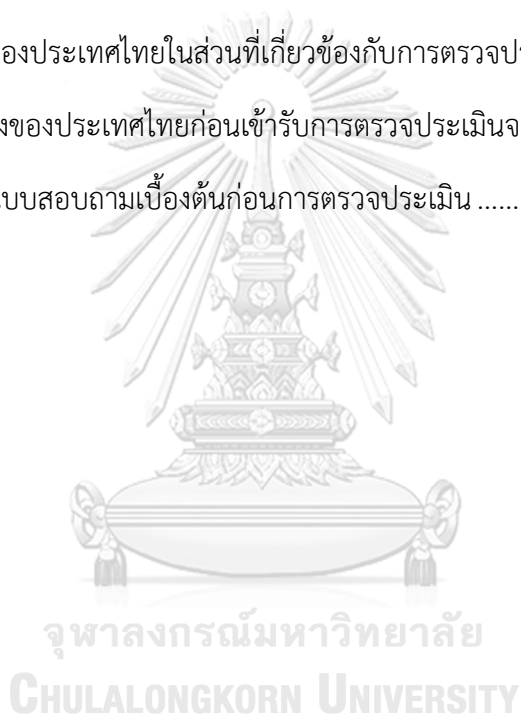 องประเทศไทยในส่วนที่เกี่ยวข้องกับการตรวจปร
งของประเทศไทยก่อนเข้ารับการตรวจประเมินจ
แบบสอบถามเบื้องต้นก่อนการตรวจประเมิน ......
จุฬาลงกรณ์มหาวิทยาลัย
CHULALONGKORN UNIVERSITY